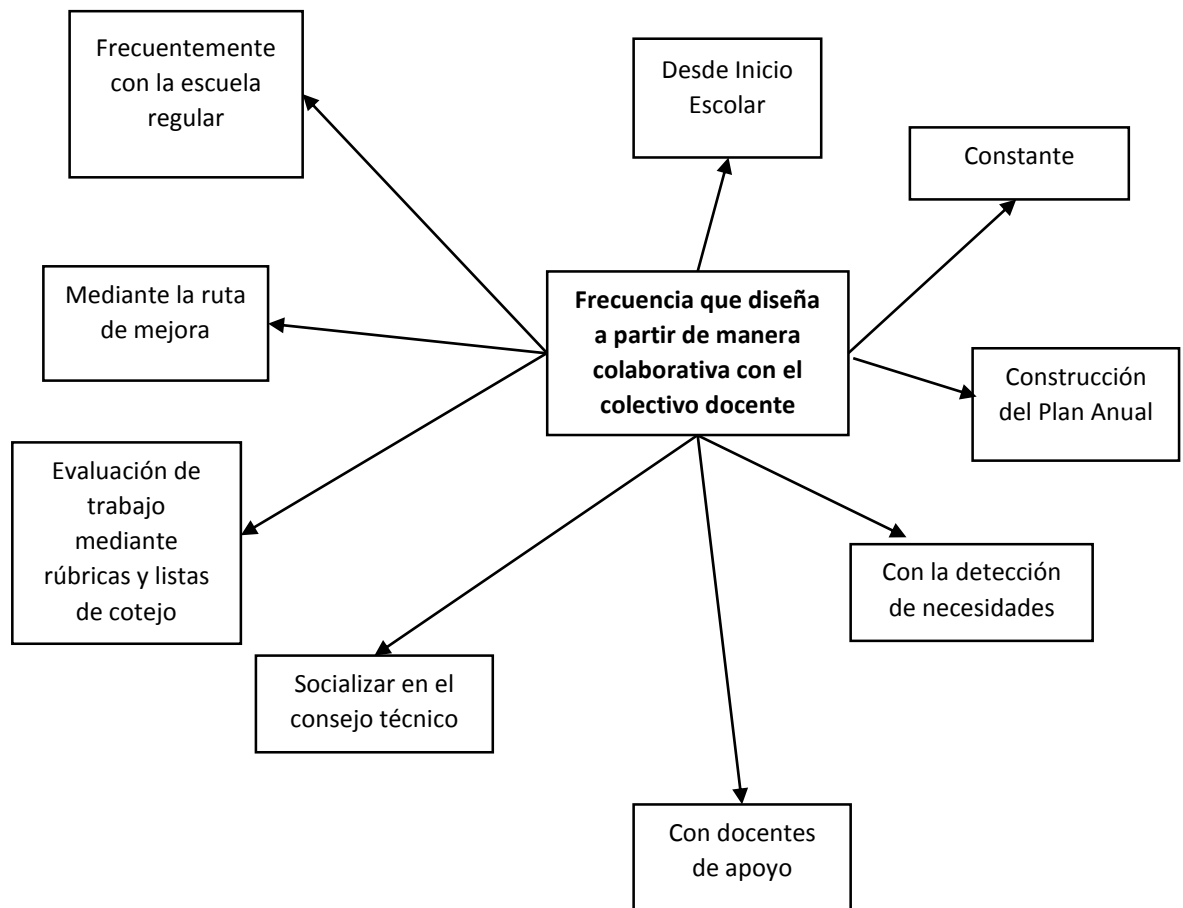 Frecuentemente
con la escuela
regular
Desde Inicio
Escolar
Constante
Mediante la ruta
de mejora
Frecuencia que diseña
a partir de manera
colaborativa con el
colectivo docente
Construcción
del Plan Anual
Evaluación de
trabajo
mediante
rúbricas y listas
de cotejo
Con la detección
de necesidades
Socializar en el
consejo técnico
Con docentes
de apoyo